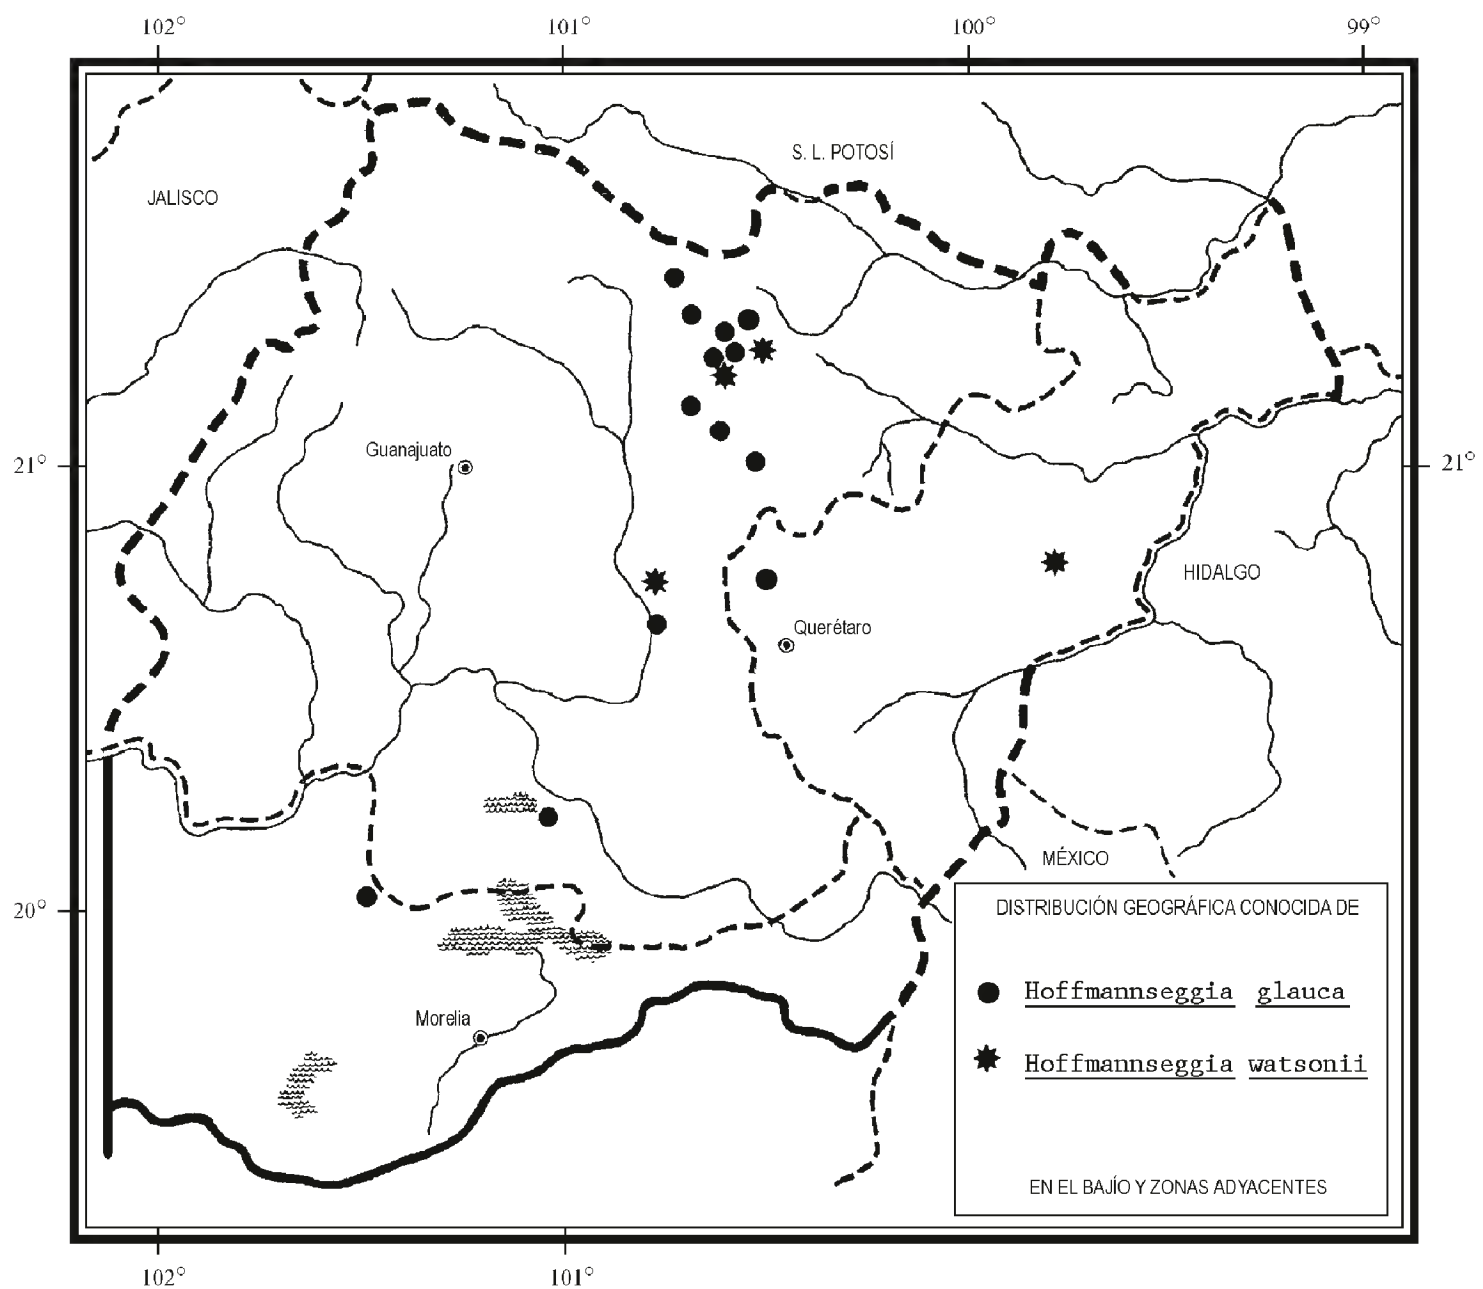 102° 101° 100° 99°
S. L. POTOSÍ
JALISCO
Guanajuato
21° 21°
HIDALGO
Querétaro
MÉXICO
20°
DISTRIBUCIÓN GEOGRÁFICA CONOCIDA DE
Hoffmannseggia glauca
Morelia
Hoffmannseggia watsonii
EN EL BAJÍO Y ZONAS ADYACENTES
102° 101°